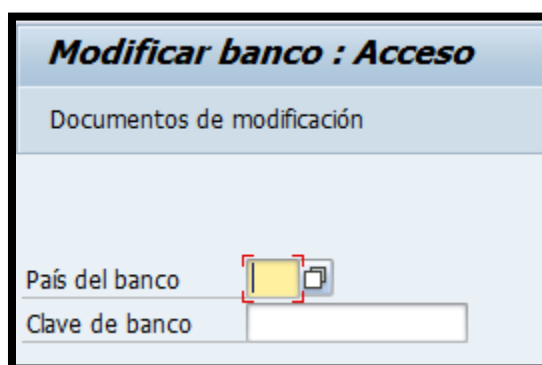 Modificar banco : Acceso
Documentos de modificación
País del banco
Clave de banco